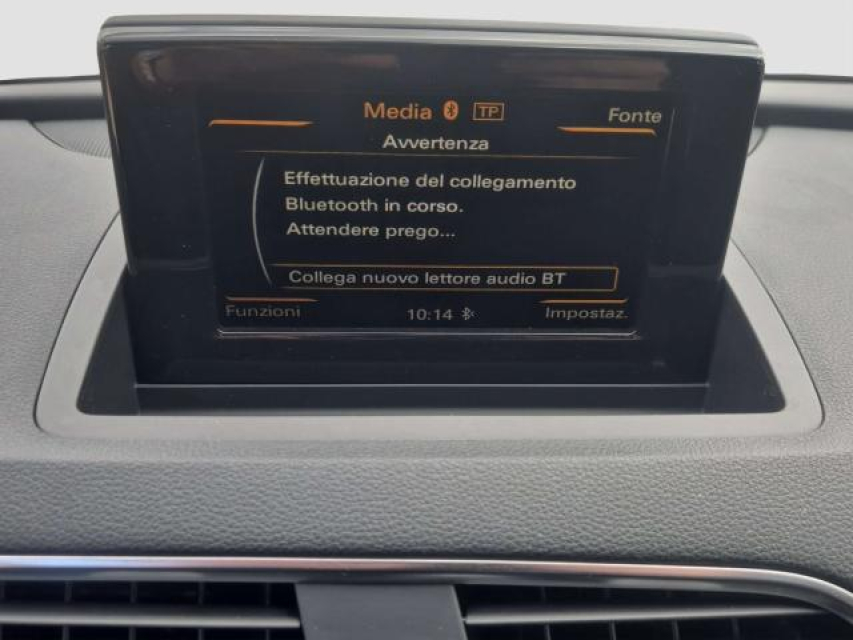 Media TP
Fonte
Avvertenza
Effettuazione del collegamento
Bluetooth in corso.
Attendere prego...
Collega nuovo lettore audio BT
Funzioni
10:14
Impostaz.